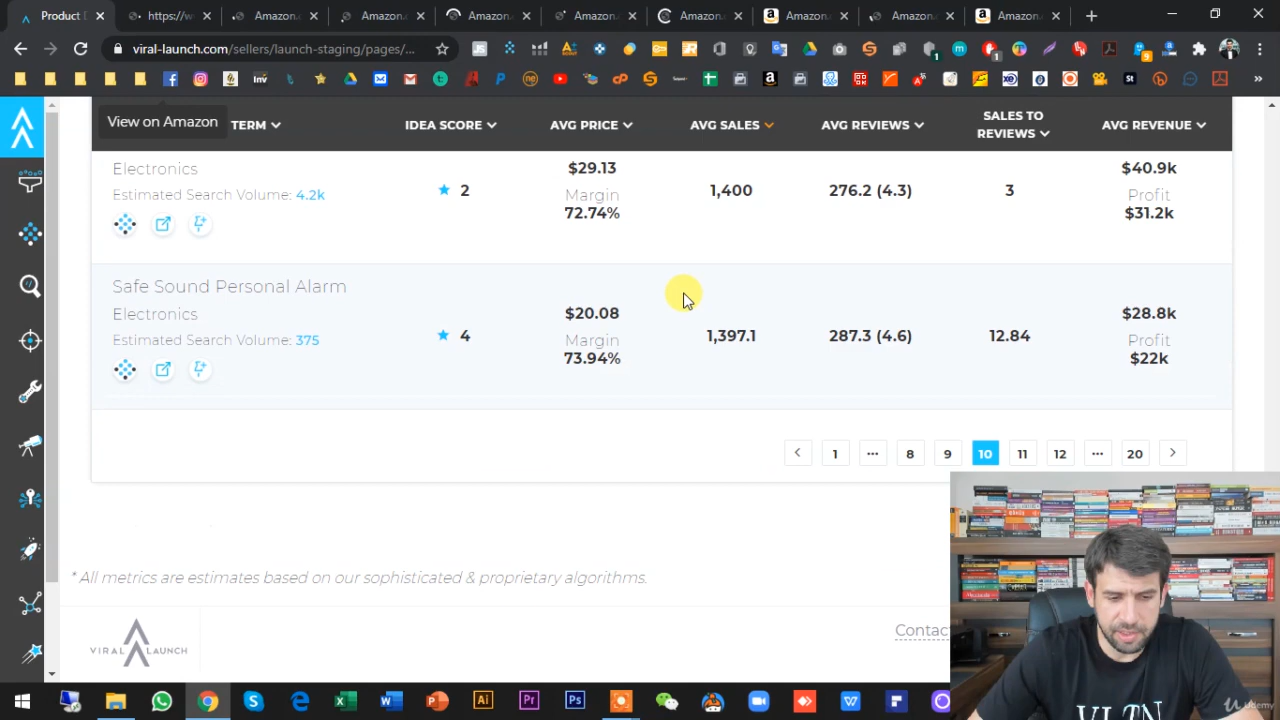 Product D
https://w
Amazon.
Amazon.
Amazon.
Amazon.
Amazon.
Amazon.
Amazon.
Amazon.
viral-launch.com/sellers/launch-staging/pages/...
View on Amazon
TERM
IDEA SCORE
AVG PRICE
AVG SALES
AVG REVIEWS
SALES TO
REVIEWS
AVG REVENUE
Electronics
Estimated Search Volume: 4.2k
2
$29.13
Margin
72.74%
1,400
276.2 (4.3)
3
$40.9k
Profit
$31.2k
Safe Sound Personal Alarm
Electronics
Estimated Search Volume: 375
4
$20.08
Margin
73.94%
1,397.1
287.3 (4.6)
12.84
$28.8k
Profit
$22k
1 ... 8 9 10 11 12 ... 20
* All metrics are estimates
proprietary algorithms.
VIRAL LAUNCH
Contac
VLTN
Udemy